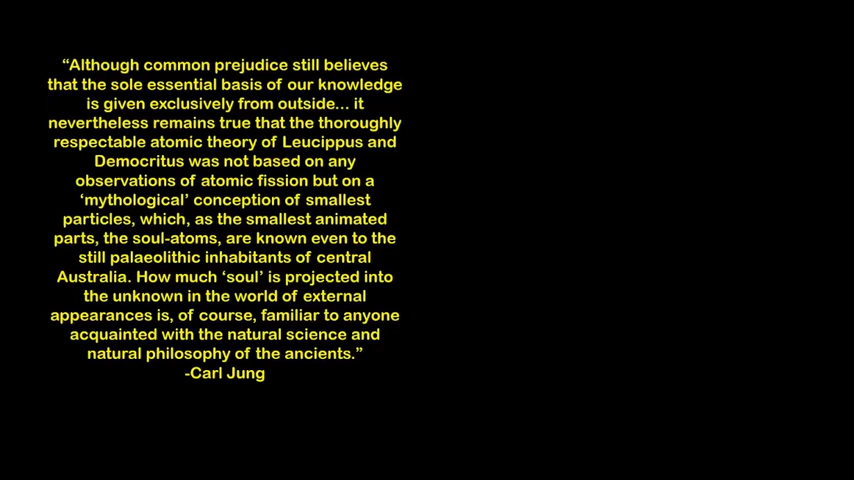 “Although common prejudice still believes
that the sole essential basis of our knowledge
is given exclusively from outside... it
nevertheless remains true that the thoroughly
respectable atomic theory of Leucippus and
Democritus was not based on any
observations of atomic fission but on a
‘mythological’ conception of smallest
particles, which, as the smallest animated
parts, the soul-atoms, are known even to the
still palaeolithic inhabitants of central
Australia. How much ‘soul’ is projected into
the unknown in the world of external
appearances is, of course, familiar to anyone
acquainted with the natural science and
natural philosophy of the ancients.”
-Carl Jung